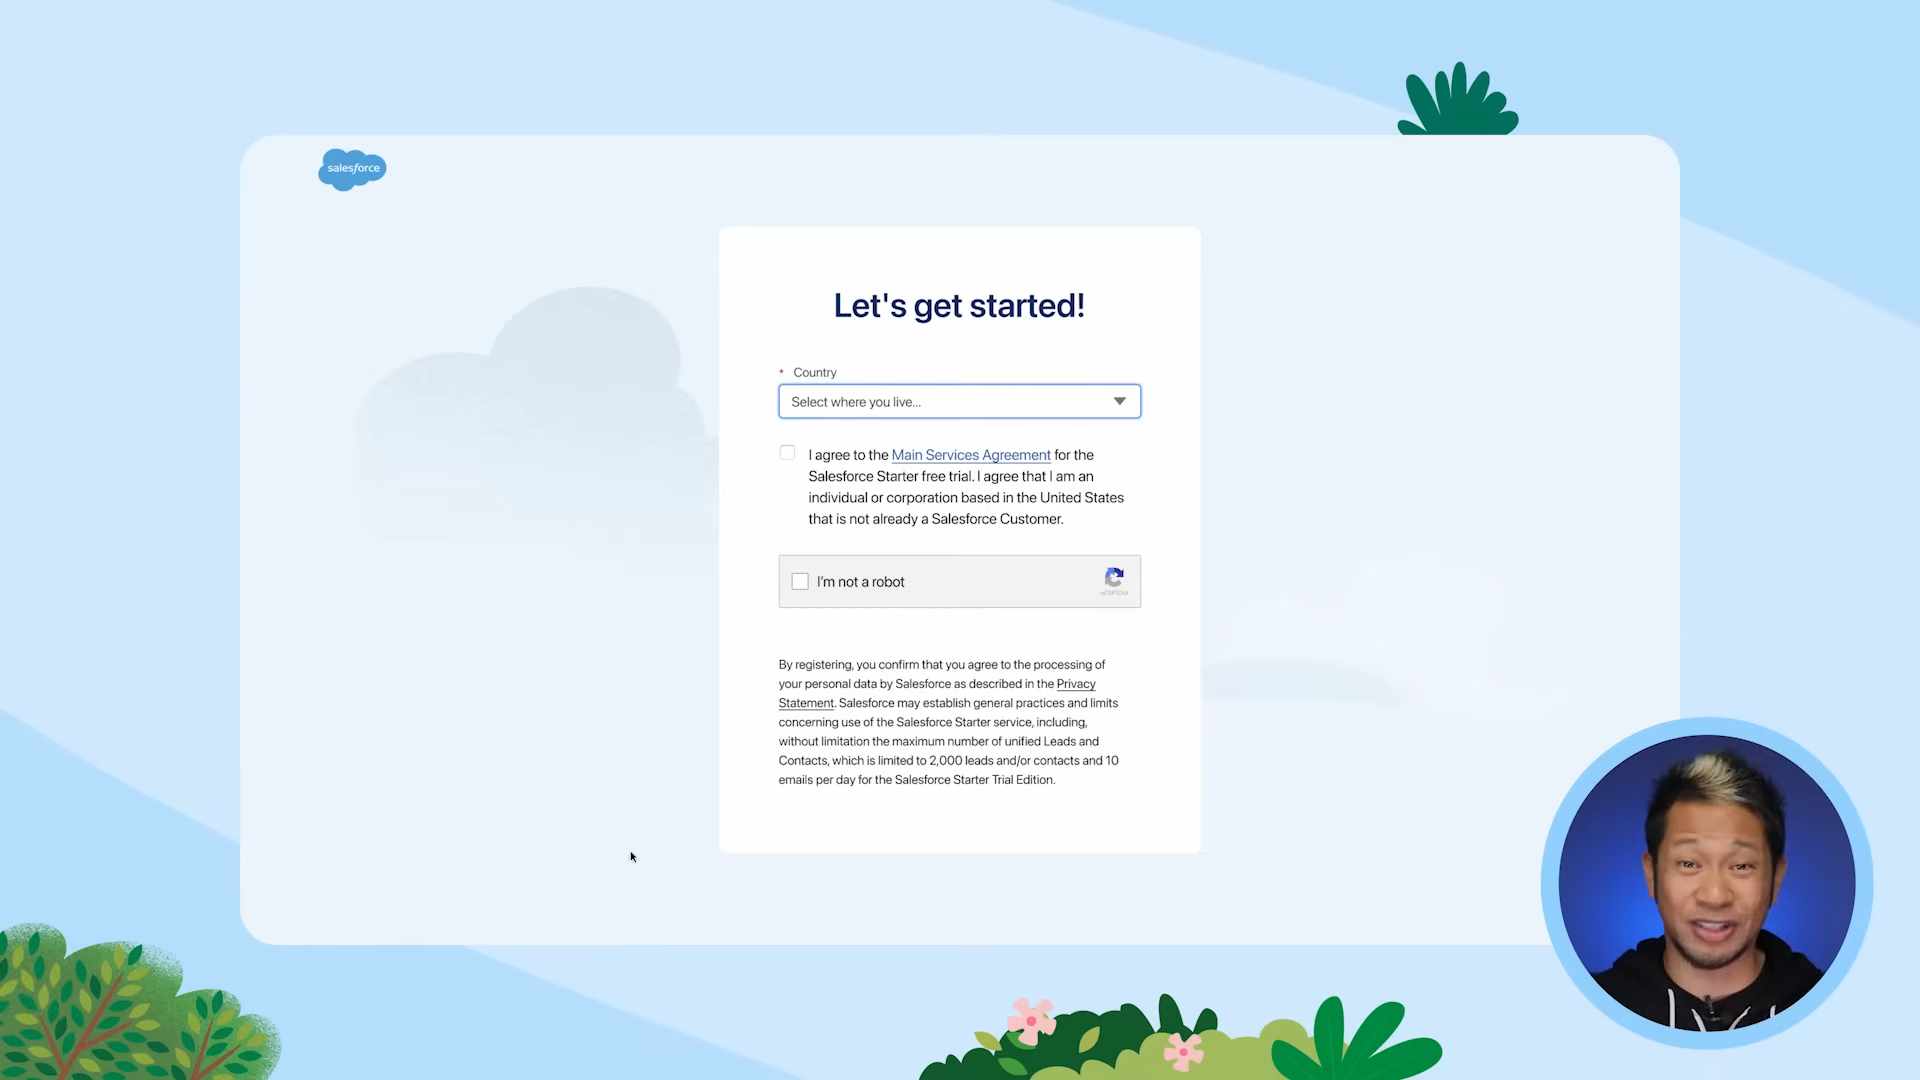 salesforce
Let's get started!
* Country
Select where you live...
I agree to the Main Services Agreement for the
Salesforce Starter free trial. I agree that I am an
individual or corporation based in the United States
that is not already a Salesforce Customer.
I'm not a robot
reCAPTCHA
By registering, you confirm that you agree to the processing of
your personal data by Salesforce as described in the Privacy
Statement. Salesforce may establish general practices and limits
concerning use of the Salesforce Starter service, including,
without limitation the maximum number of unified Leads and
Contacts, which is limited to 2,000 leads and/or contacts and 10
emails per day for the Salesforce Starter Trial Edition.